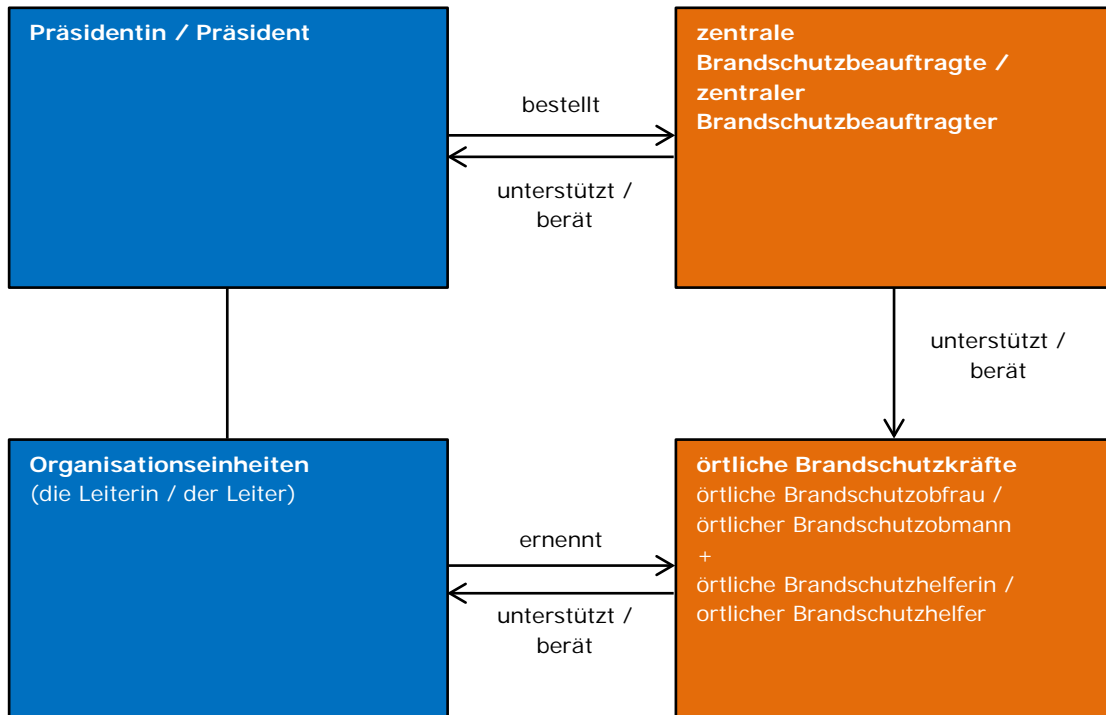 Präsidentin / Präsident
zentrale
Brandschutzbeauftragte /
zentraler
Brandschutzbeauftragter
bestellt
unterstützt /
berät
unterstützt /
berät
Organisationseinheiten
(die Leiterin / der Leiter)
örtliche Brandschutzkräfte
örtliche Brandschutzobfrau /
örtlicher Brandschutzobmann
+
örtliche Brandschutzhelferin /
ortlicher Brandschutzhelfer
ernennt
unterstützt /
berät